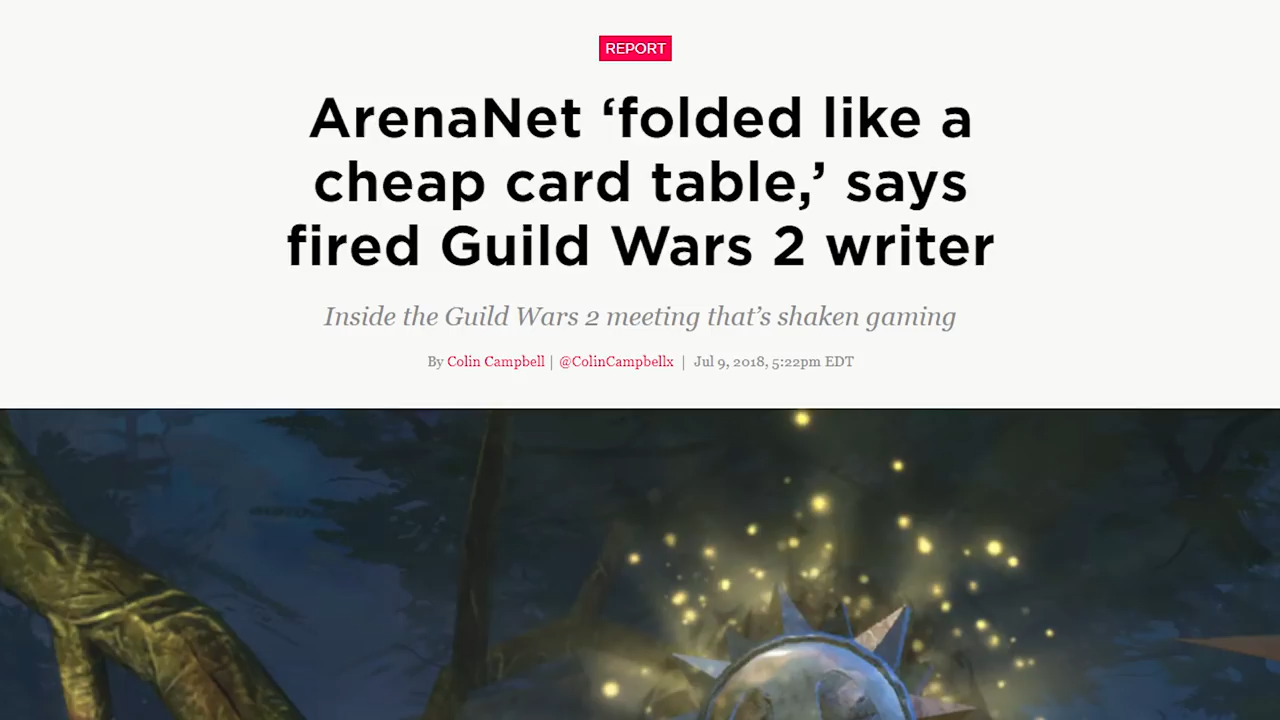 REPORT
ArenaNet ‘folded like a
cheap card table,’ says
fired Guild Wars 2 writer
Inside the Guild Wars 2 meeting that’s shaken gaming
By Colin Campbell | @ColinCampbellx | Jul 9, 2018, 5:22pm EDT